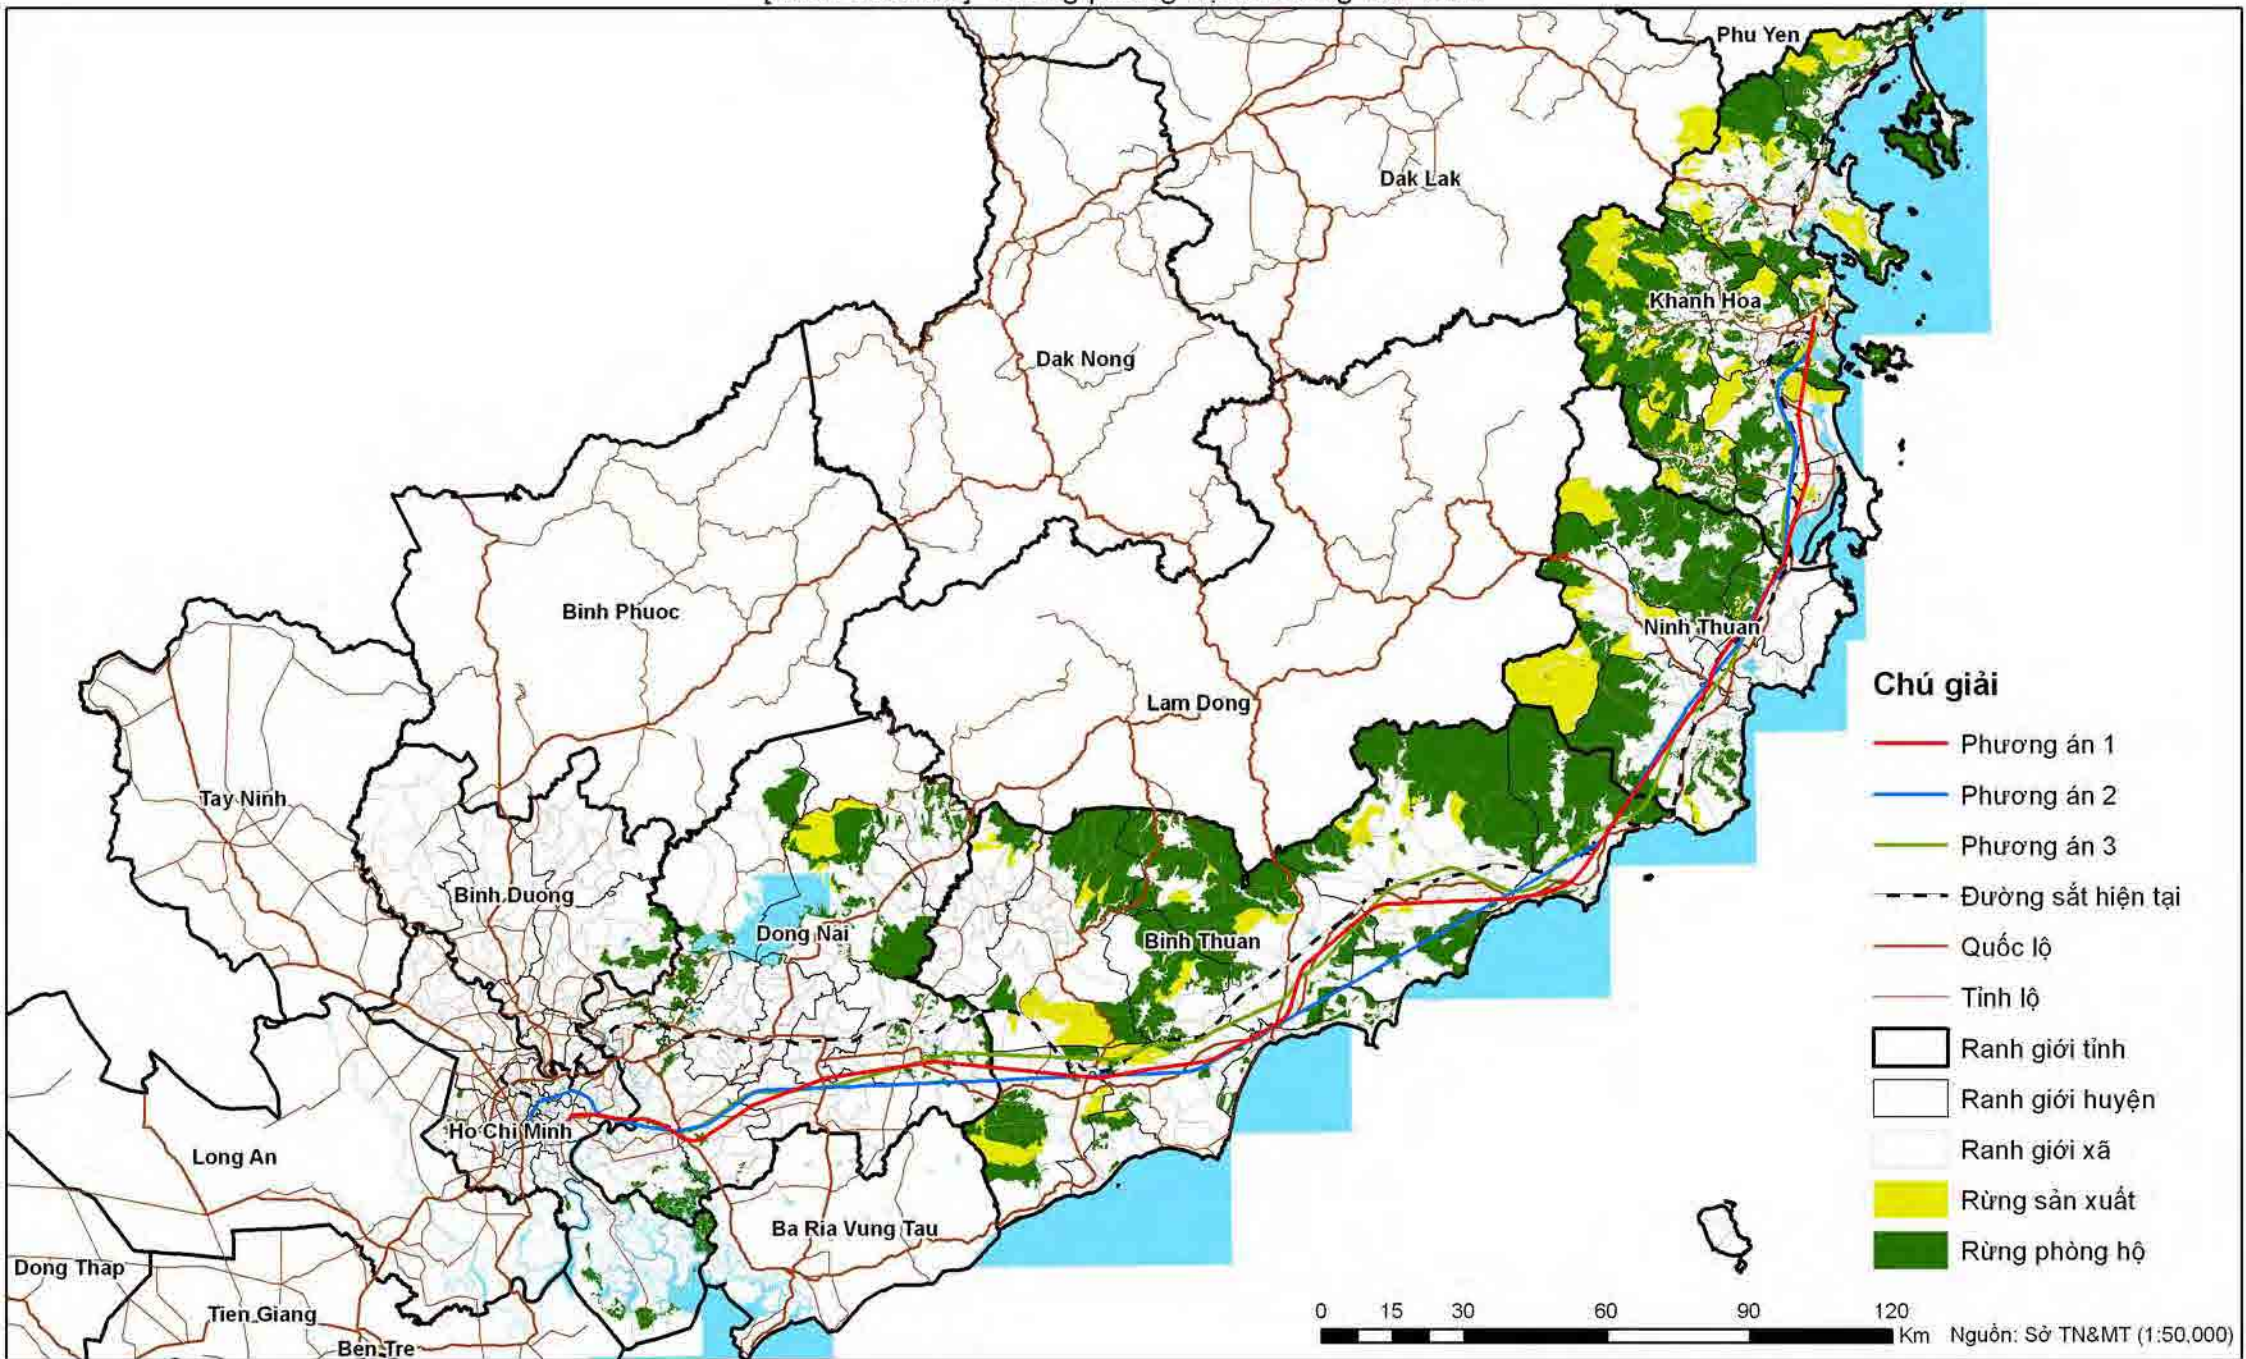 Phu Yen
Dak Lak
Khanh Hoa
Dak Nong
Binh Phuoc
Ninh Thuan
Lam Dong
Tay Ninh
Binh Duong
Dong Nai
Binh Thuan
Ho Chi Minh
Long An
Ba Ria Vung Tau
Dong Thap
Tien Giang
Ben Tre
Chú giải
Phương án 1
Phương án 2
Phương án 3
Đường sắt hiện tại
Quốc lộ
Tỉnh lộ
Ranh giới tỉnh
Ranh giới huyện
Ranh giới xã
Rừng sản xuất
Rừng phòng hộ
0 15 30 60 90 120
Km
Nguồn: Sở TN&MT (1:50,000)